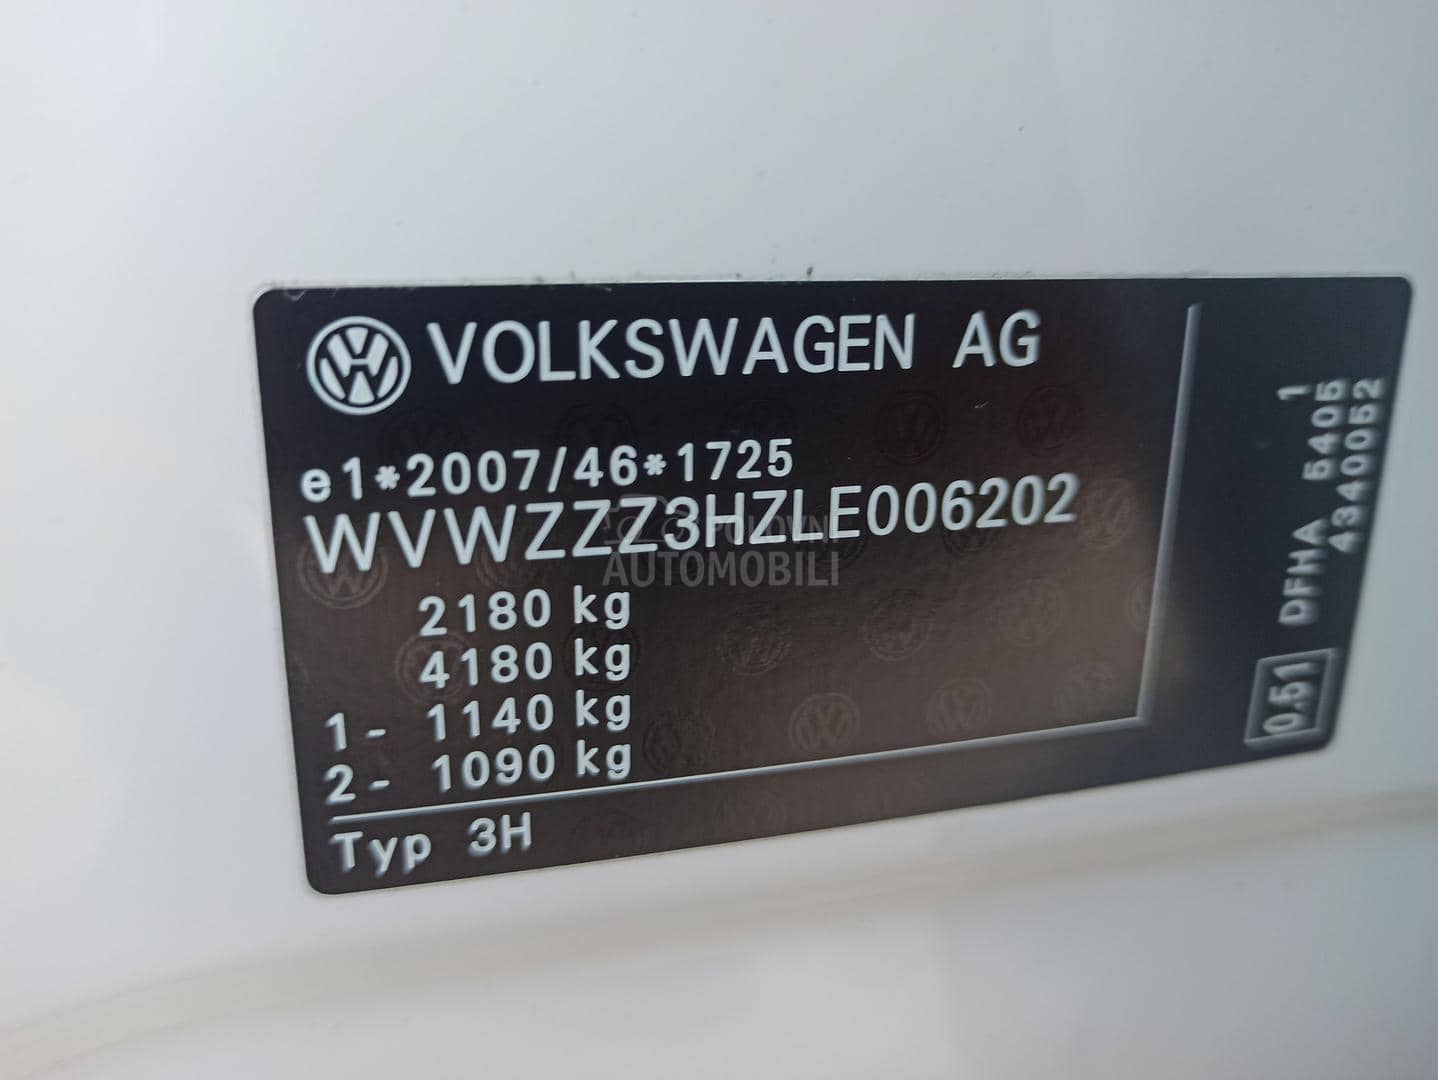 VOLKSWAGEN AG
e1*2007/46*1725
WVWZZZ3HZLE006202
POLOVNI
AUTOMOBILI
2180 kg
4180 kg
1- 1140 kg
2- 1090 kg
Typ 3H
0.51
DFHA 5405
4340052
1